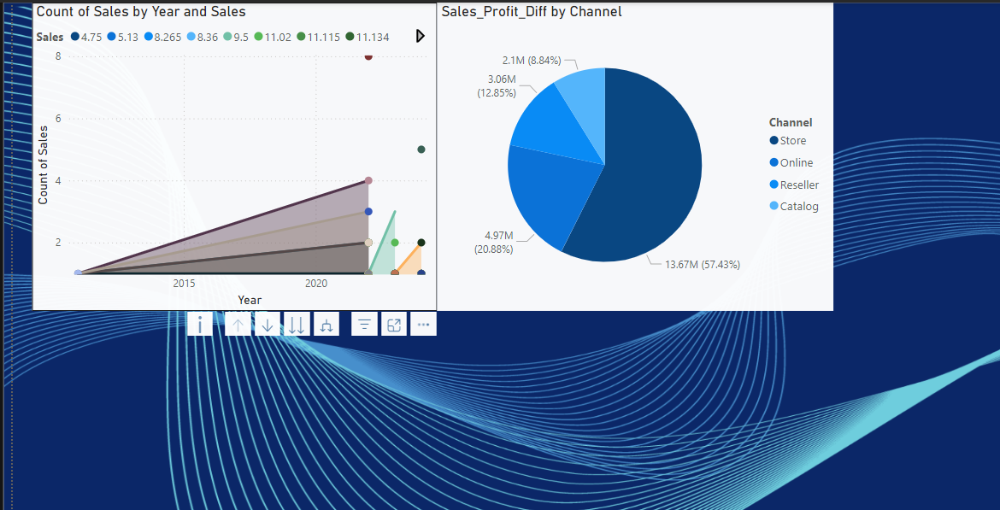 Count of Sales by Year and Sales
Sales 4.75 5.13 8.265 8.36 9.5 11.02 11.115 11.134
8
6
4
2
Count of Sales
2015 2020
Year
Sales_Profit_Diff by Channel
2.1M (8.84%)
3.06M
(12.85%)
4.97M
(20.88%)
13.67M (57.43%)
Channel
Store
Online
Reseller
Catalog